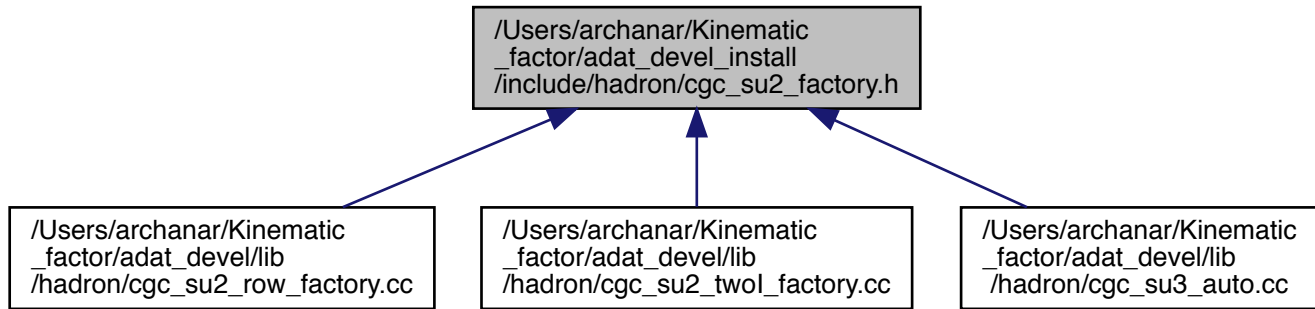 /Users/archanar/Kinematic
_factor/adat_devel_install
/include/hadron/cgc_su2_factory.h
/Users/archanar/Kinematic
_factor/adat_devel/lib
/hadron/cgc_su2_row_factory.cc
/Users/archanar/Kinematic
_factor/adat_devel/lib
/hadron/cgc_su2_twoI_factory.cc
/Users/archanar/Kinematic
_factor/adat_devel/lib
/hadron/cgc_su3_auto.cc